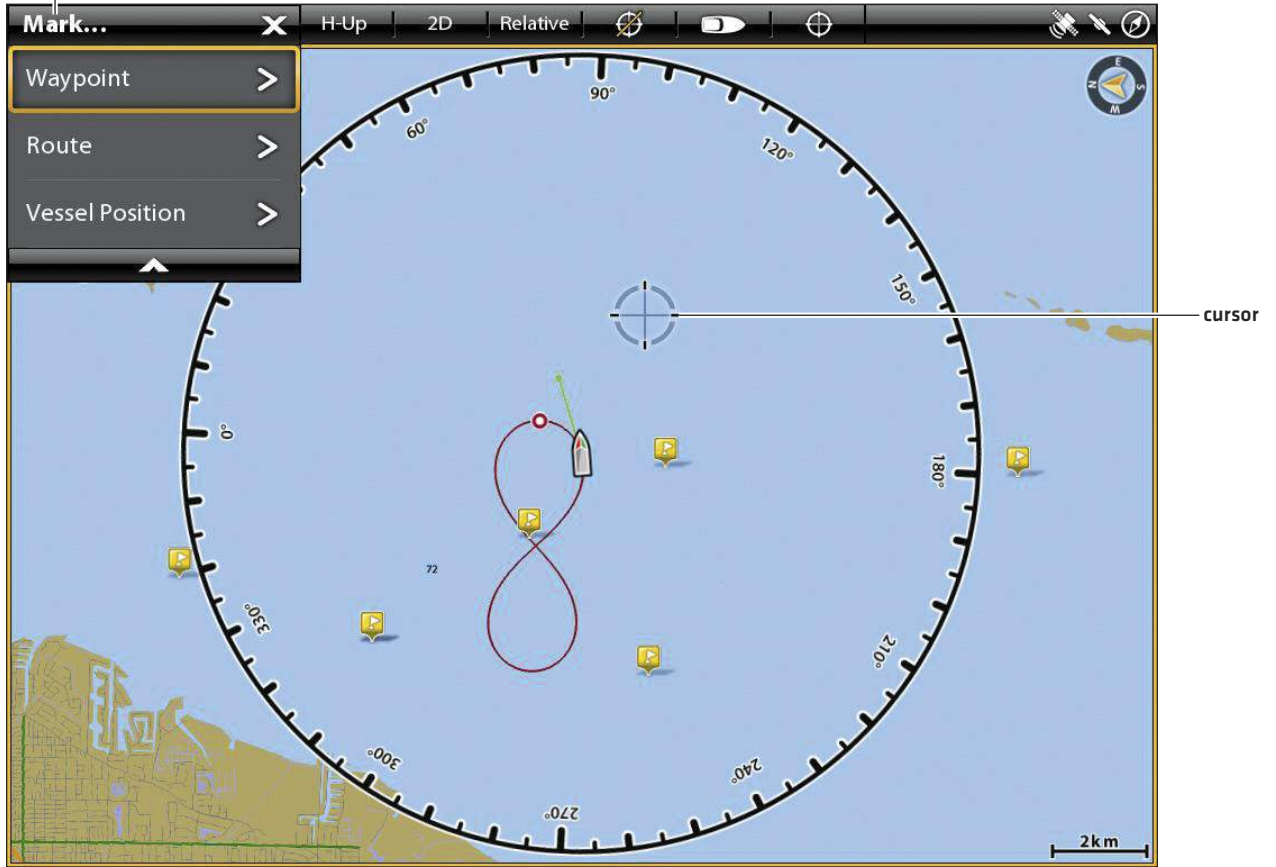 Mark...
H-Up
2D
Relative
Waypoint
Route
Vessel Position
E
N
S
W
90°
60°
120°
150°
cursor
0°
180°
72
330°
210°
300°
240°
270°
2km